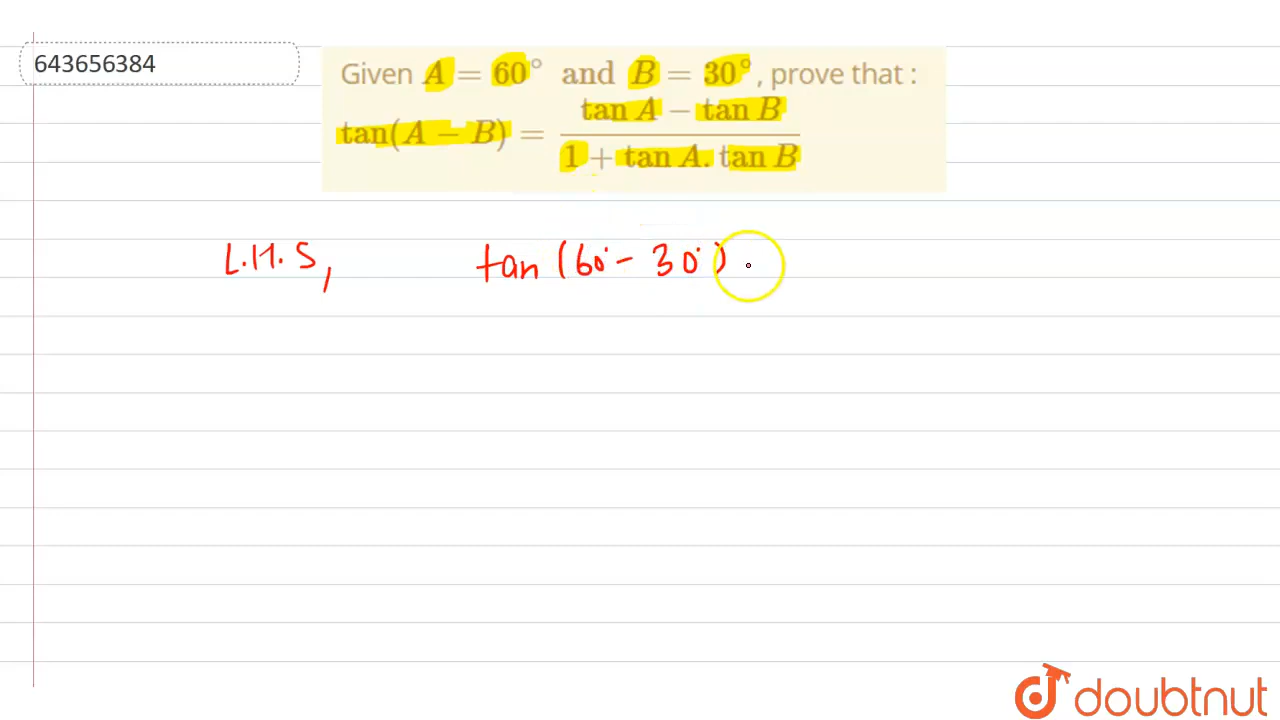 643656384
Given A = 60° and B = 30°, prove that :
tan(A − B) = (tan A − tan B) / (1 + tan A. tan B)
L.H.S, tan (60° − 30°)
doubtnut